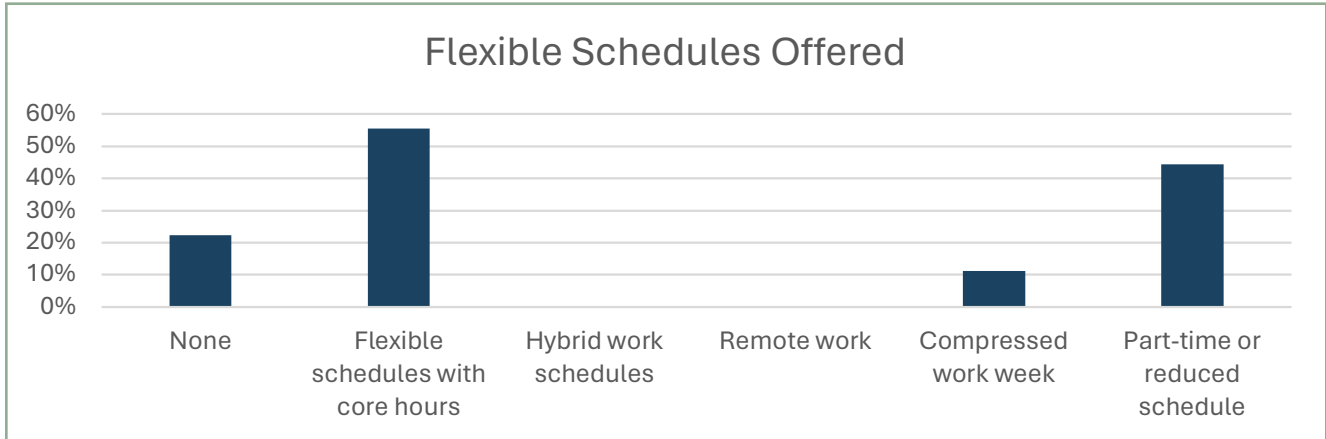 Flexible Schedules Offered
60%
50%
40%
30%
20%
10%
0%
None
Flexible
schedules with
core hours
Hybrid work
schedules
Remote work
Compressed
work week
Part-time or
reduced
schedule